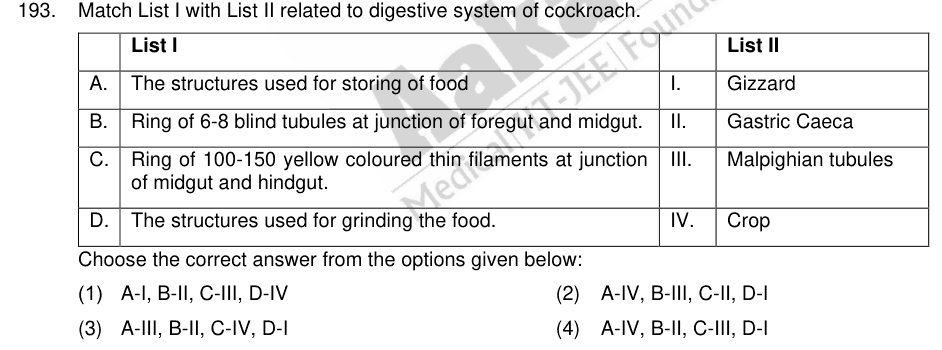 193. Match List I with List II related to digestive system of cockroach.
List I List II
A. The structures used for storing of food I. Gizzard
B. Ring of 6-8 blind tubules at junction of foregut and midgut. II. Gastric Caeca
C. Ring of 100-150 yellow coloured thin filaments at junction III. Malpighian tubules
of midgut and hindgut.
D. The structures used for grinding the food. IV. Crop
Choose the correct answer from the options given below:
(1) A-I, B-II, C-III, D-IV (2) A-IV, B-III, C-II, D-I
(3) A-III, B-II, C-IV, D-I (4) A-IV, B-II, C-III, D-I
Medical|IIT-JEE|Found